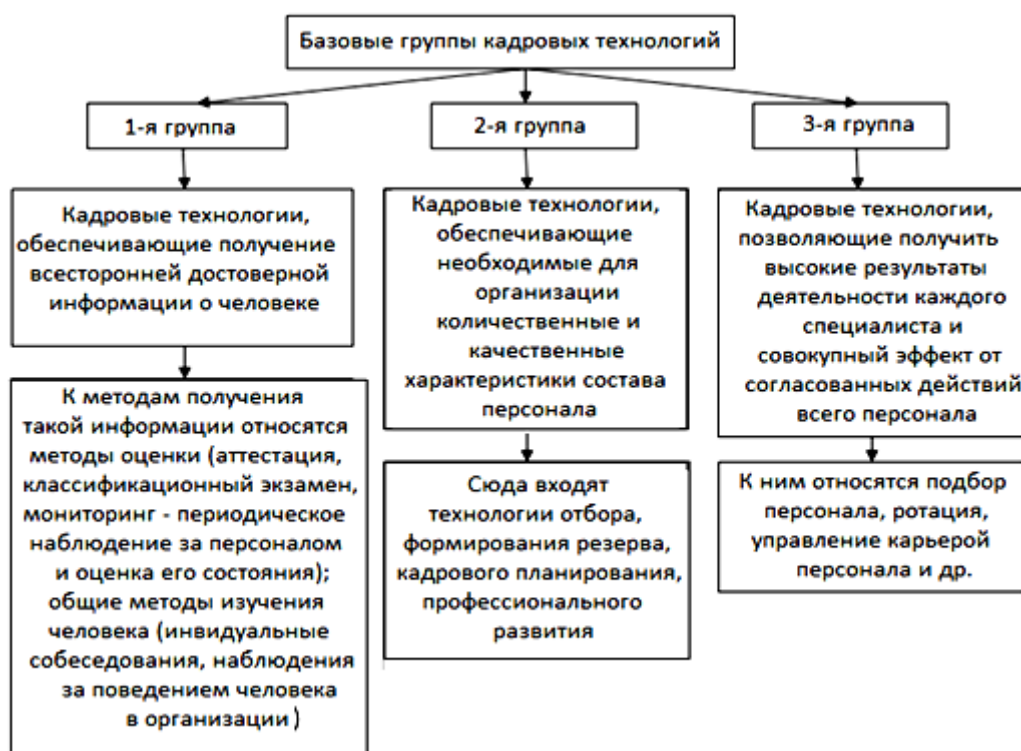 Базовые группы кадровых технологий
1-я группа
2-я группа
3-я группа
Кадровые технологии,
обеспечивающие получение
всесторонней достоверной
информации о человеке
Кадровые технологии,
обеспечивающие
необходимые для
организации
количественные и
качественные
характеристики состава
персонала
Кадровые технологии,
позволяющие получить
высокие результаты
деятельности каждого
специалиста и
совокупный эффект от
согласованных действий
всего персонала
К методам получения
такой информации относятся
методы оценки (аттестация,
классификационный экзамен,
мониторинг - периодическое
наблюдение за персоналом
и оценка его состояния);
общие методы изучения
человека (инвидуальные
собеседования, наблюдения
за поведением человека
в организации)
Сюда входят
технологии отбора,
формирования резерва,
кадрового планирования,
профессионального
развития
К ним относятся подбор
персонала, ротация,
управление карьерой
персонала и др.